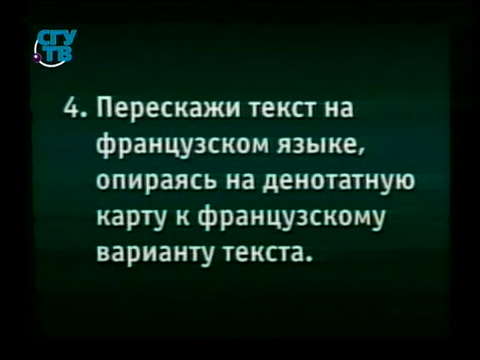 СГУ
ТВ
4. Перескажи текст на
французском языке,
опираясь на денотатную
карту к французскому
варианту текста.